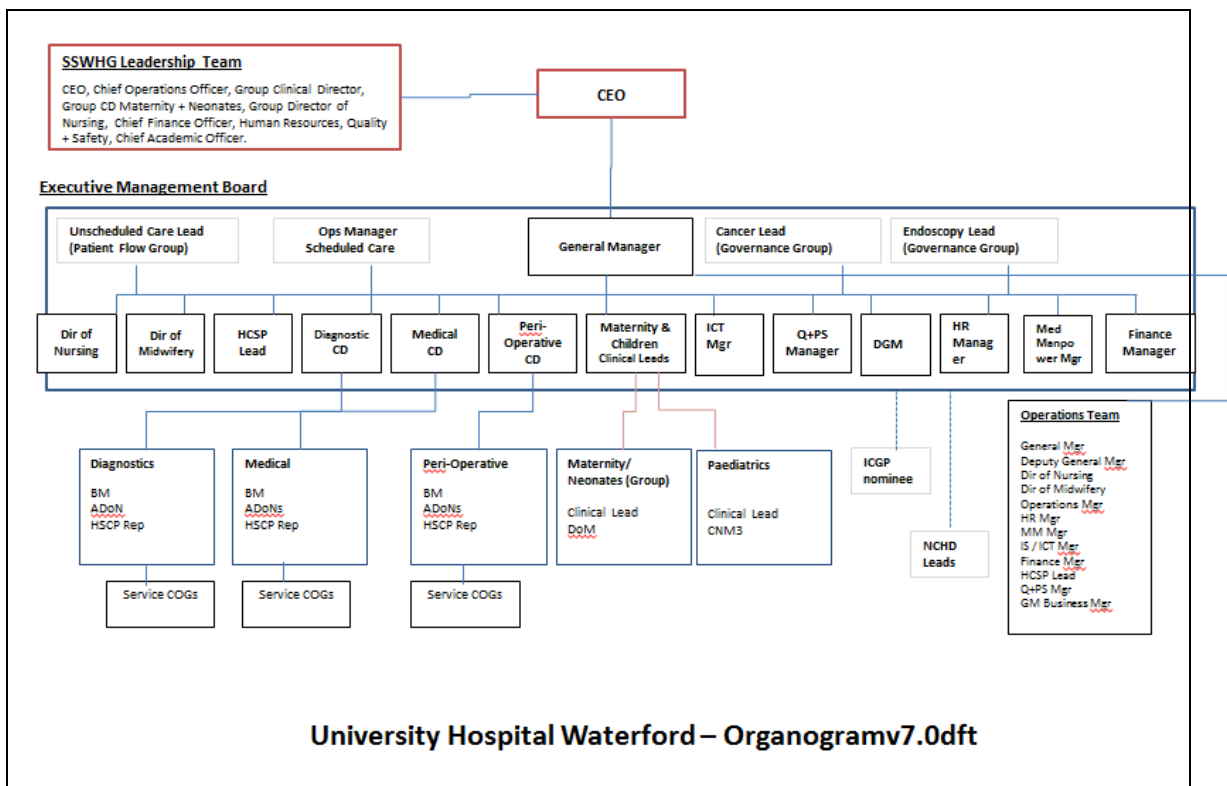 SSWHG Leadership Team
CEO, Chief Operations Officer, Group Clinical Director,
Group CD Maternity + Neonates, Group Director of
Nursing, Chief Finance Officer, Human Resources, Quality
+ Safety, Chief Academic Officer.
CEO
Executive Management Board
Unscheduled Care Lead
(Patient Flow Group)
Ops Manager
Scheduled Care
General Manager
Cancer Lead
(Governance Group)
Endoscopy Lead
(Governance Group)
Dir of
Nursing
Dir of
Midwifery
HCSP
Lead
Diagnostic
CD
Medical
CD
Peri-
Operative
CD
Maternity &
Children
Clinical Leads
ICT
Mgr
Q+PS
Manager
DGM
HR
Manag
er
Med
Manpo
wer Mgr
Finance
Manager
Diagnostics
BM
ADoN
HSCP Rep
Medical
BM
ADoNs
HSCP Rep
Peri-Operative
BM
ADoNs
HSCP Rep
Maternity/
Neonates (Group)
Clinical Lead
DoM
Paediatrics
Clinical Lead
CNM3
ICGP
nominee
NCHD
Leads
Operations Team
General Mgr
Deputy General Mgr
Dir of Nursing
Dir of Midwifery
Operations Mgr
HR Mgr
MM Mgr
IS / ICT Mgr
Finance Mgr
HCSP Lead
Q+PS Mgr
GM Business Mgr
Service COGs
Service COGs
Service COGs
University Hospital Waterford – Organogramv7.0dft